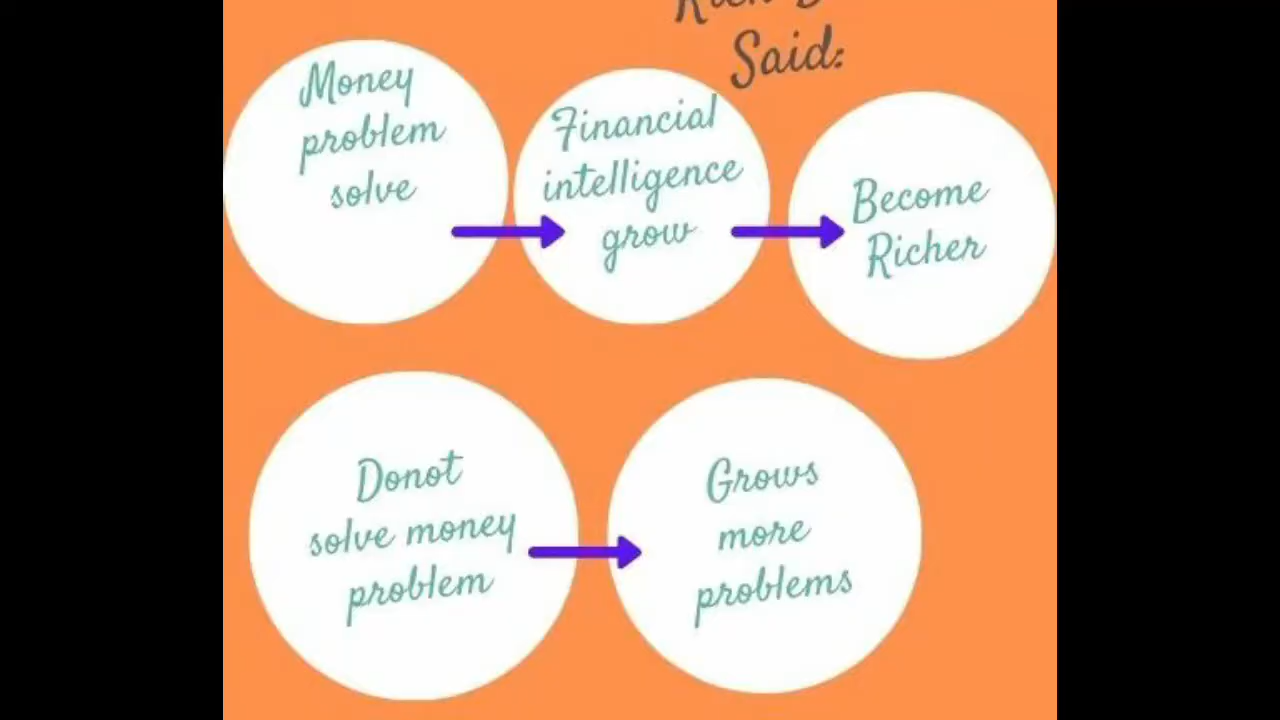 Said:
Money
problem
solve
Financial
intelligence
grow
Become
Richer
Donot
solve money
problem
Grows
more
problems